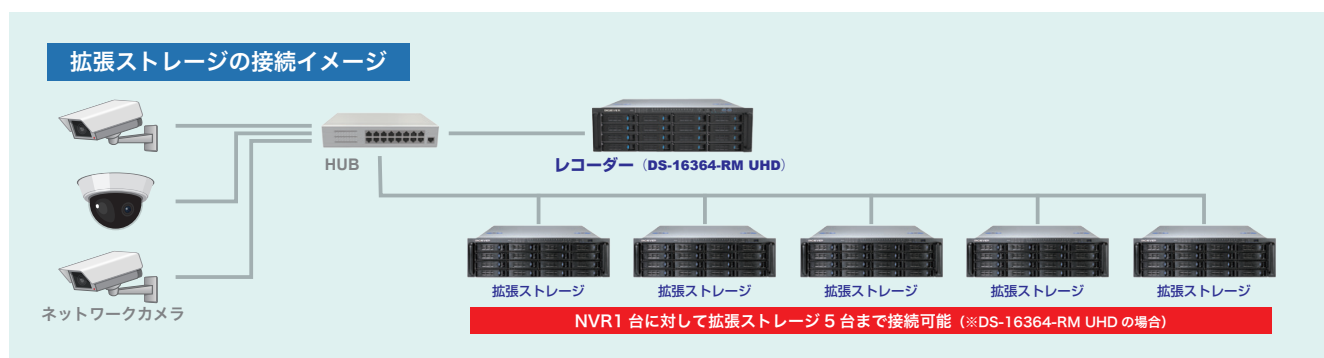 拡張ストレージの接続イメージ
HUB
レコーダー（DS-16364-RM UHD）
ネットワークカメラ
拡張ストレージ
拡張ストレージ
拡張ストレージ
拡張ストレージ
拡張ストレージ
NVR1 台に対して拡張ストレージ 5 台まで接続可能（※DS-16364-RM UHD の場合）